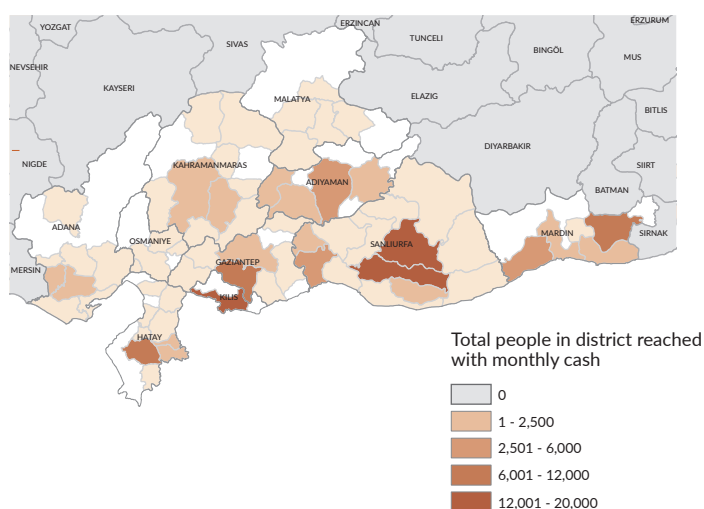 YOZGAT
ERZINCAN
ERZURUM
SIVAS
TUNCELI
BINGÖL
MUS
NEVSEHIR
KAYSERI
MALATYA
ELAZIG
BITLIS
DIYARBAKIR
NIGDE
KAHRAMANMARAS
SIIRT
ADIYAMAN
BATMAN
ADANA
OSMANIYE
SANLIURFA
MARDIN
SIRNAK
GAZIANTEP
MERSIN
KILIS
HATAY
Total people in district reached
with monthly cash
0
1 - 2,500
2,501 - 6,000
6,001 - 12,000
12,001 - 20,000